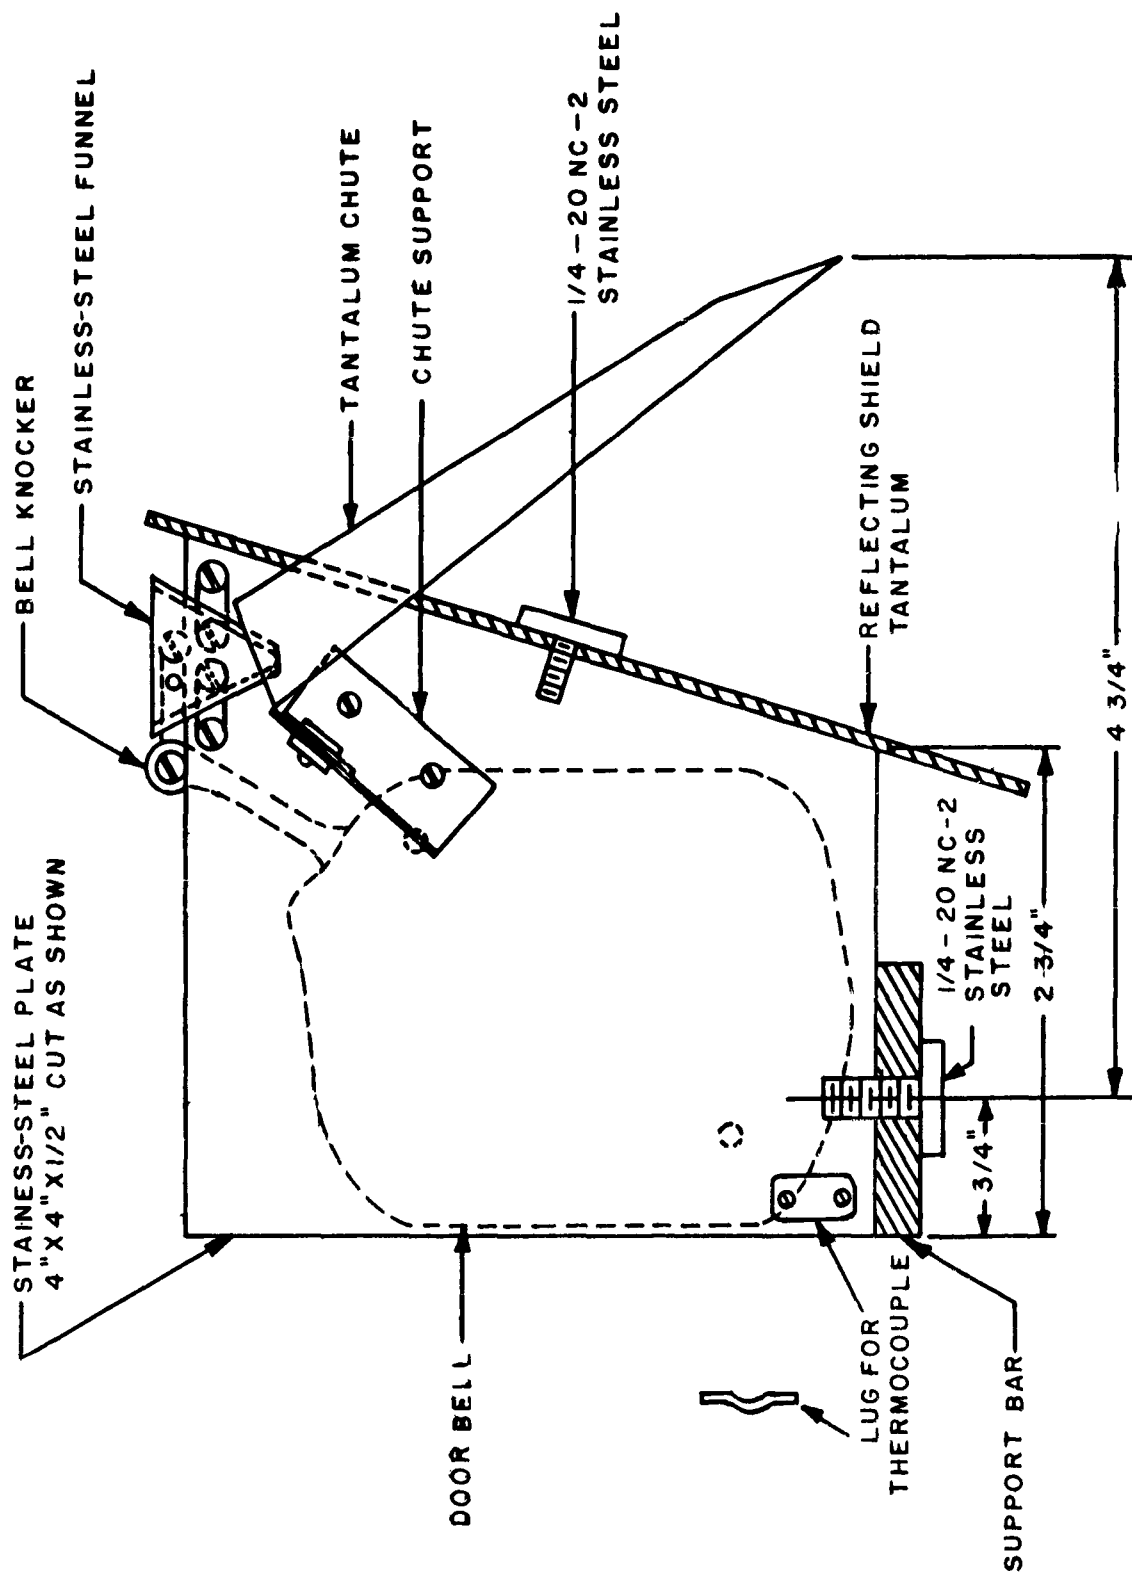 STAINESS-STEEL PLATE
4"X4"X1/2" CUT AS SHOWN
BELL KNOCKER
STAINLESS-STEEL FUNNEL
TANTALUM CHUTE
CHUTE SUPPORT
1/4-20 NC-2
STAINLESS STEEL
DOOR BELL
REFLECTING SHIELD
TANTALUM
LUG FOR
THERMOCOUPLE
SUPPORT BAR
1/4-20 NC-2
STAINLESS
STEEL
3/4"
2 3/4"
4 3/4"